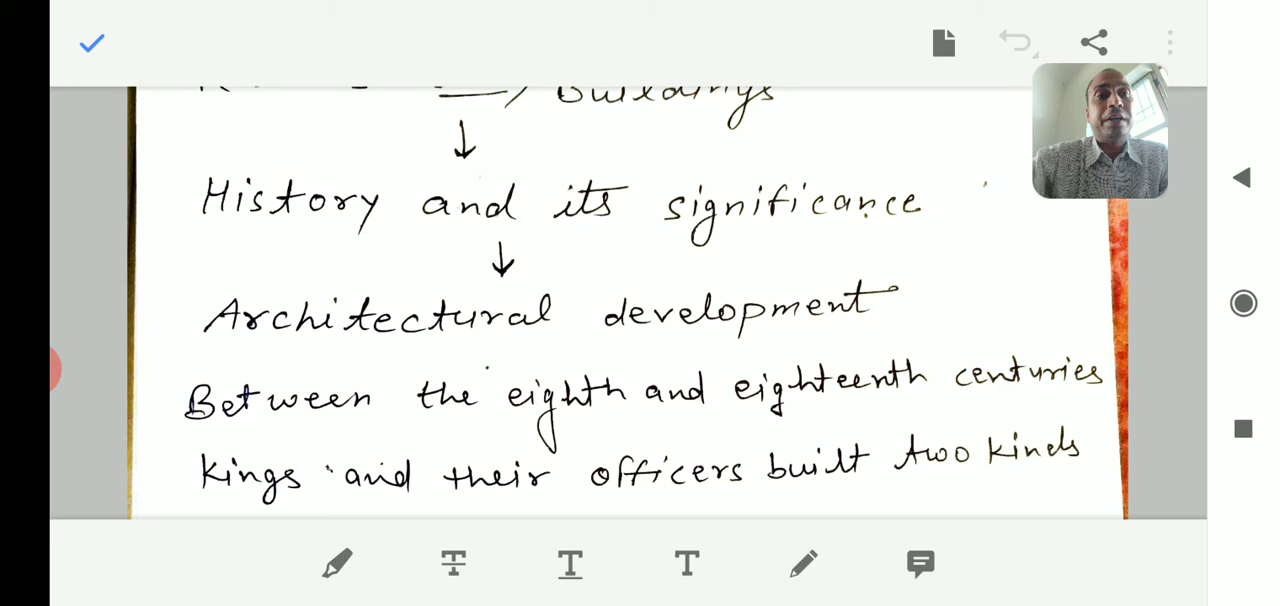 Buildings
History and its significance
Architectural development
Between the eighth and eighteenth centuries
kings and their officers built two kinds